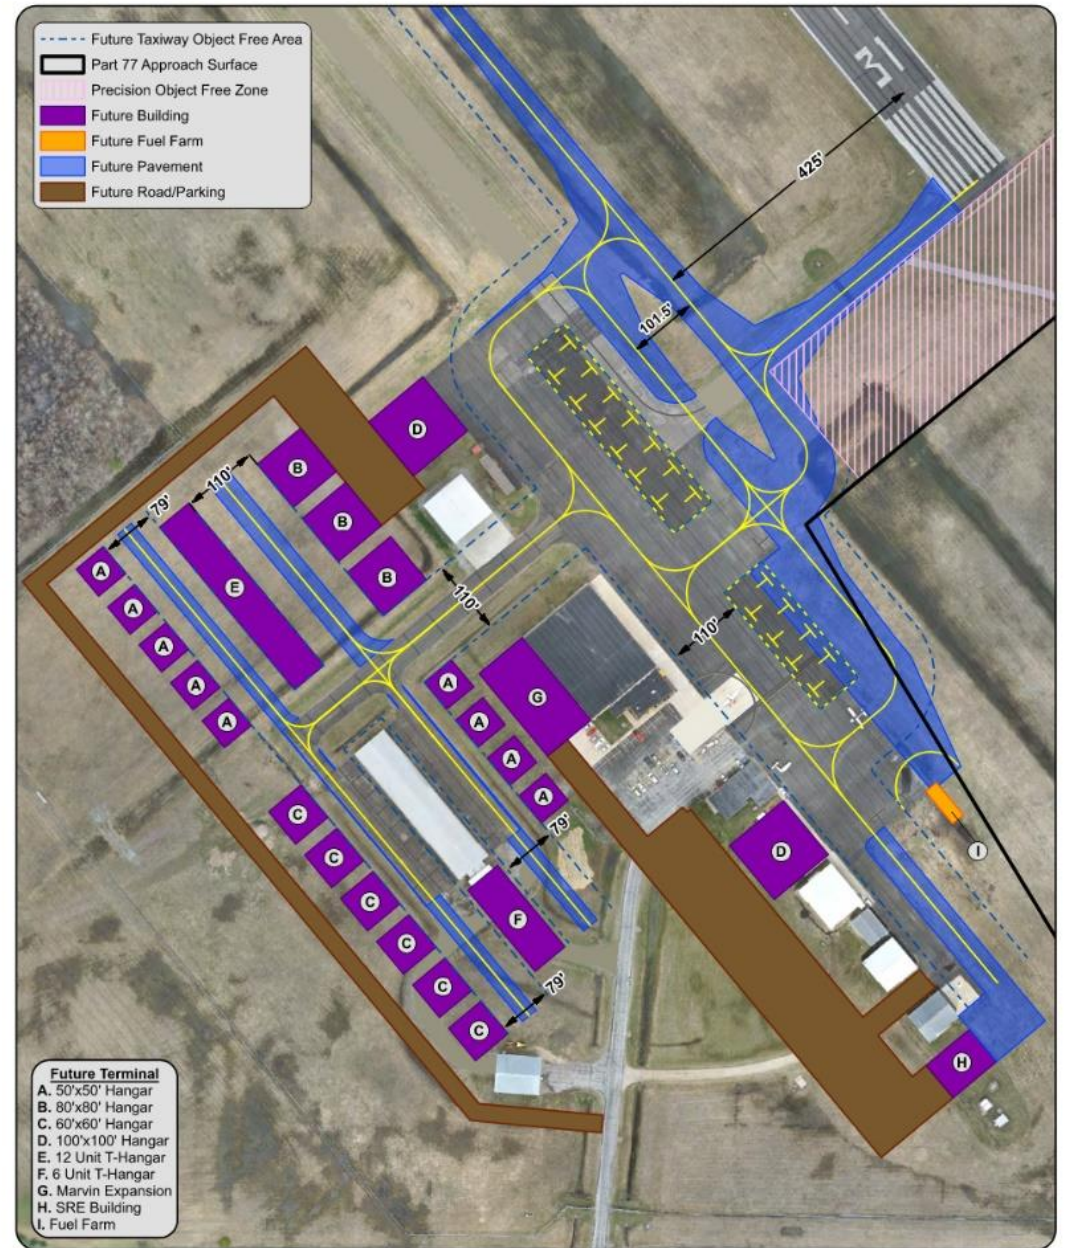 Future Taxiway Object Free Area
Part 77 Approach Surface
Precision Object Free Zone
Future Building
Future Fuel Farm
Future Pavement
Future Road/Parking
31
425'
101.5'
D
B
110'
79'
B
A
E
B
A
110'
A
110'
A
A
G
A
A
A
C
A
79'
D
I
C
C
F
C
C
79'
C
H
Future Terminal
A. 50'x50' Hangar
B. 80'x80' Hangar
C. 60'x60' Hangar
D. 100'x100' Hangar
E. 12 Unit T-Hangar
F. 6 Unit T-Hangar
G. Marvin Expansion
H. SRE Building
I. Fuel Farm